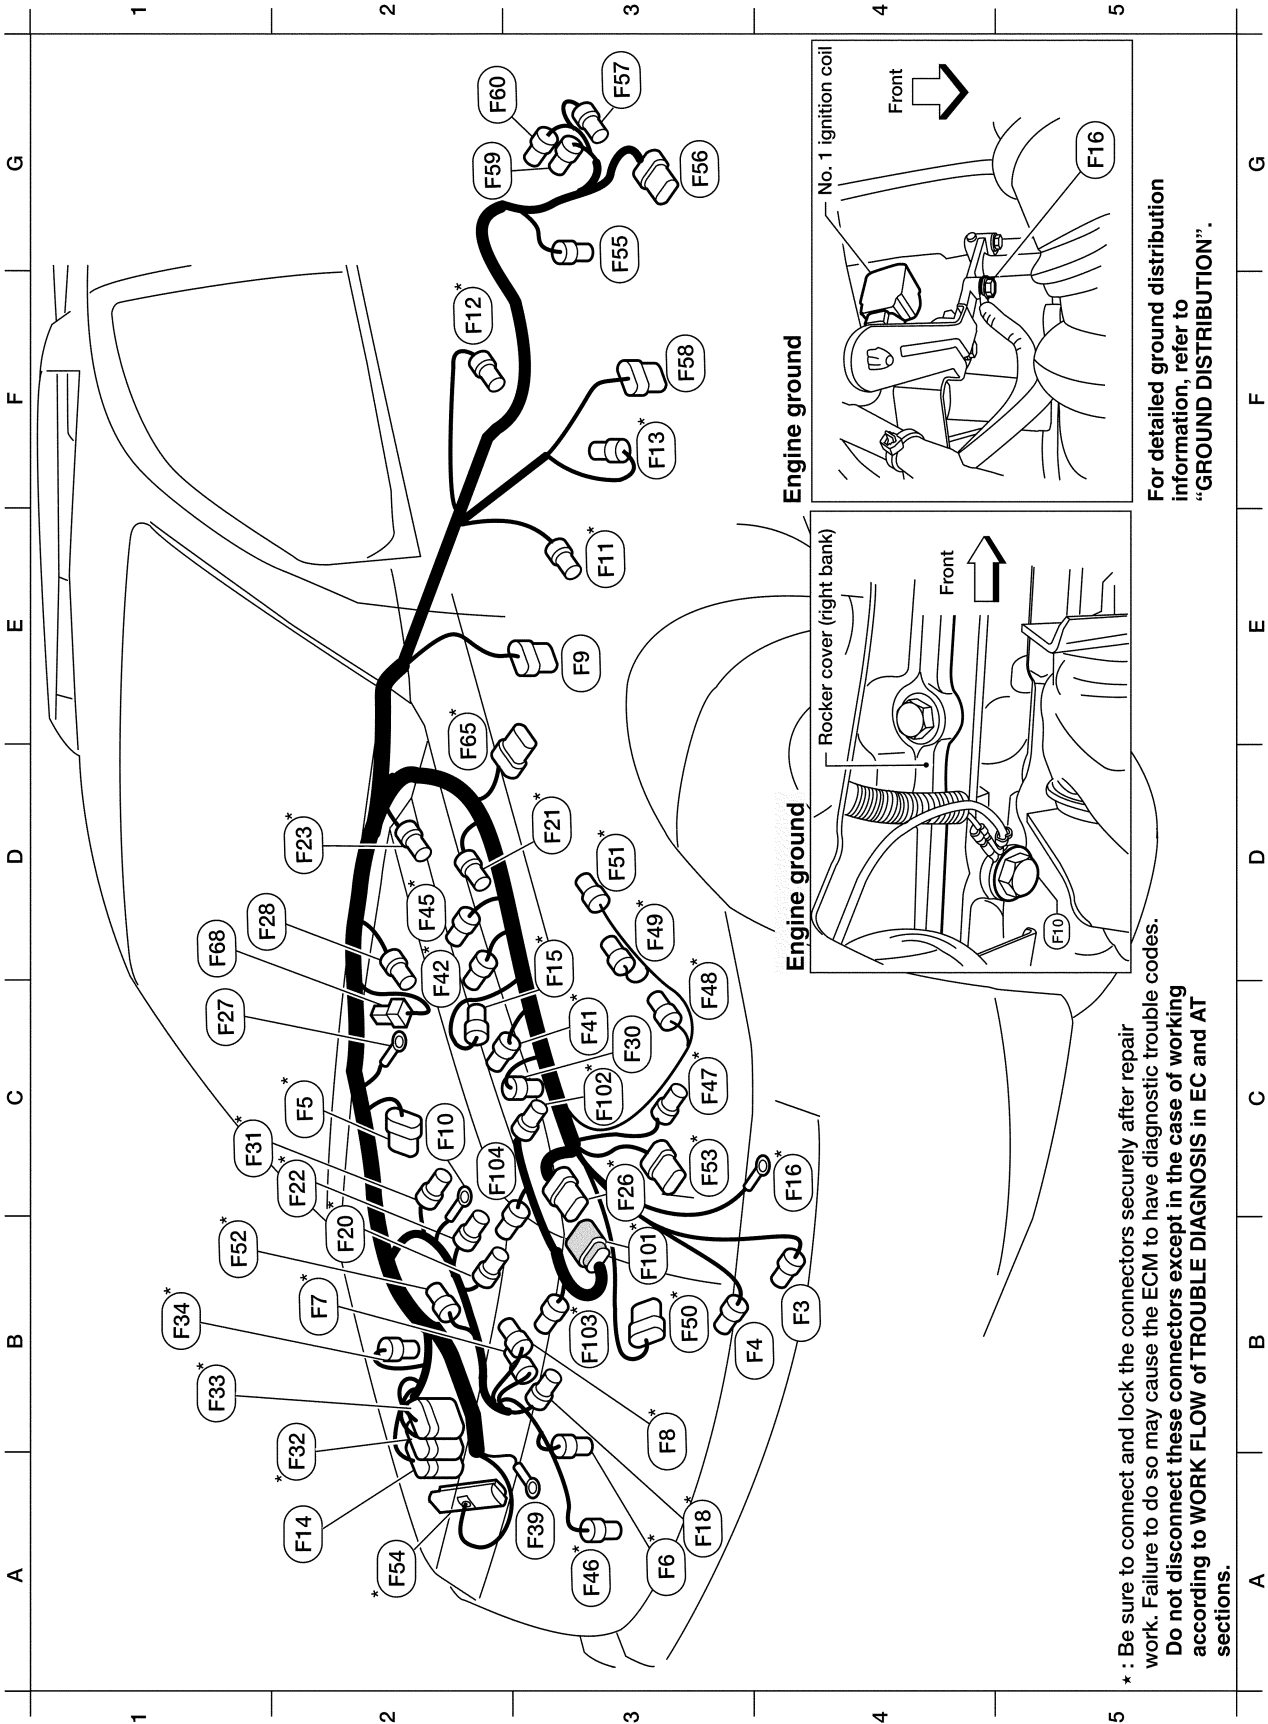 1
2
3
4
5
G
F
E
D
C
B
A
F60
F57
F59
F56
F55
F12 *
F58
F13 *
F11 *
F9
F65 *
F23 *
F21 *
F51 *
F45 *
F28
F68
F49 *
F42 *
F15 *
F27
F48 *
F41 *
F30
F5 *
F102 *
F47 *
F31 *
F10
F104
F53 *
F22 *
F26 *
F16 *
F20 *
F52 *
F101 *
F7 *
F34 *
F103 *
F50 *
F3
F4
F33 *
F32 *
F8 *
F14
F39
F18 *
F54 *
F46 *
F6 *
Engine ground
No. 1 ignition coil
Front
F16
Engine ground
Rocker cover (right bank)
Front
F10
For detailed ground distribution
information, refer to
“GROUND DISTRIBUTION”.
★ : Be sure to connect and lock the connectors securely after repair
work. Failure to do so may cause the ECM to have diagnostic trouble codes.
Do not disconnect these connectors except in the case of working
according to WORK FLOW of TROUBLE DIAGNOSIS in EC and AT
sections.
1
2
3
4
5
G
F
E
D
C
B
A